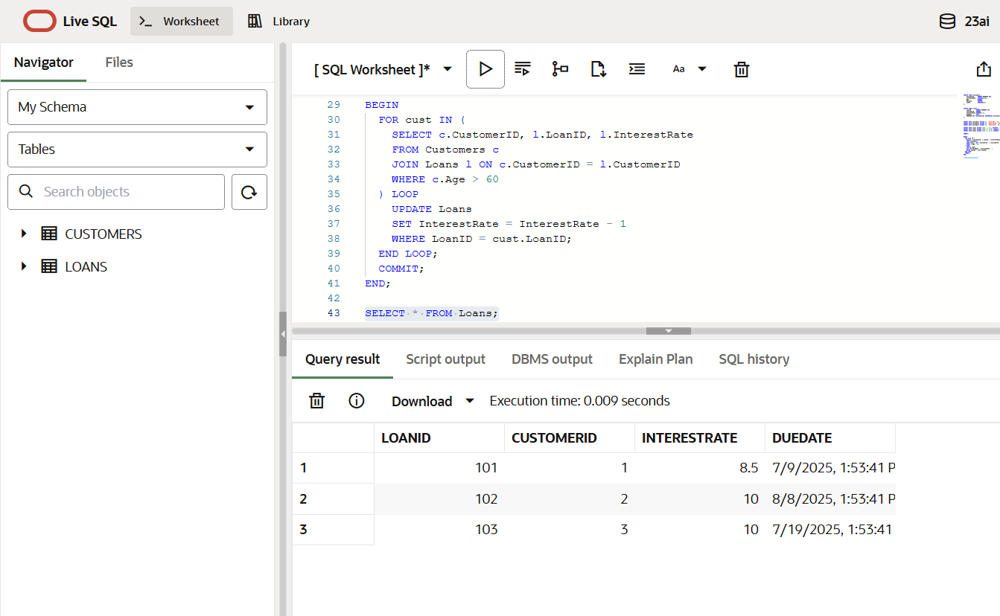 Live SQL
Worksheet
Library
23ai
Navigator
Files
My Schema
Tables
Search objects
CUSTOMERS
LOANS
[ SQL Worksheet ]*
Aa
29 BEGIN
30 FOR cust IN (
31 SELECT c.CustomerID, l.LoanID, l.InterestRate
32 FROM Customers c
33 JOIN Loans l ON c.CustomerID = l.CustomerID
34 WHERE c.Age > 60
35 ) LOOP
36 UPDATE Loans
37 SET InterestRate = InterestRate - 1
38 WHERE LoanID = cust.LoanID;
39 END LOOP;
40 COMMIT;
41 END;
42
43 SELECT * FROM Loans;
Query result
Script output
DBMS output
Explain Plan
SQL history
Download
Execution time: 0.009 seconds
LOANID CUSTOMERID INTERESTRATE DUEDATE
1 101 1 8.5 7/9/2025, 1:53:41 P
2 102 2 10 8/8/2025, 1:53:41 P
3 103 3 10 7/19/2025, 1:53:41